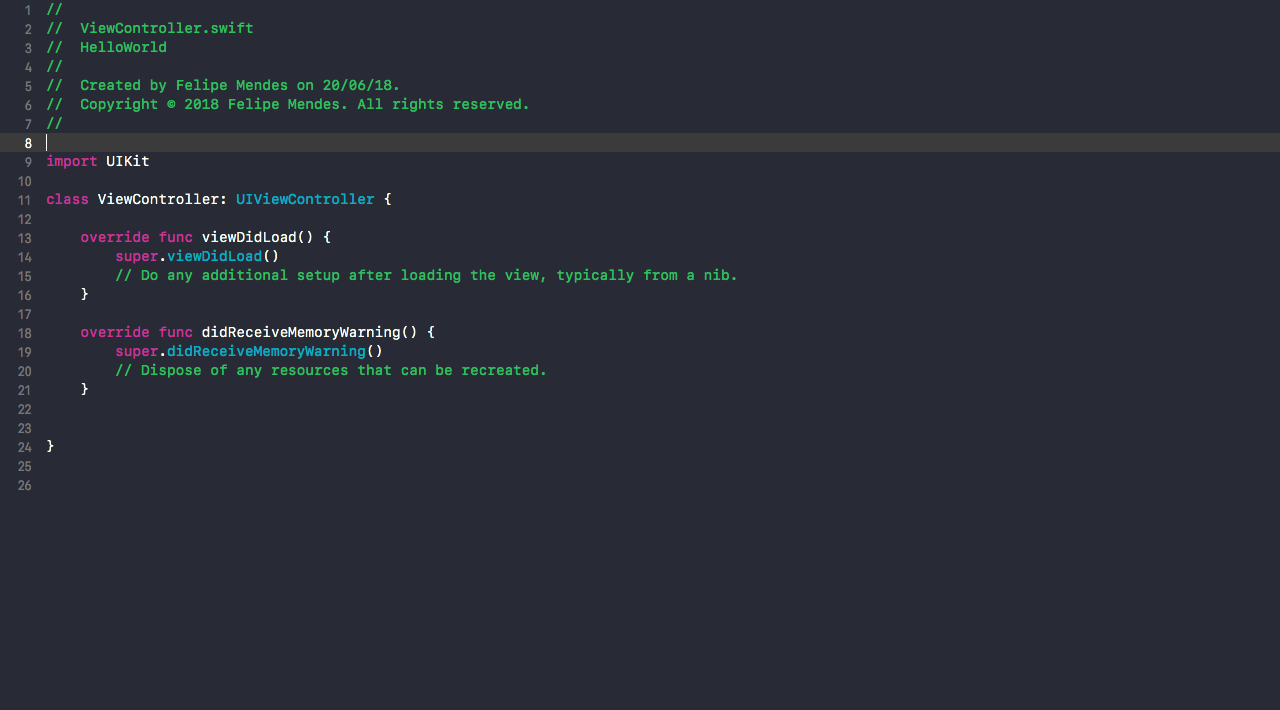 1 //
2 //  ViewController.swift
3 //  HelloWorld
4 //
5 //  Created by Felipe Mendes on 20/06/18.
6 //  Copyright © 2018 Felipe Mendes. All rights reserved.
7 //
8
9 import UIKit
10
11 class ViewController: UIViewController {
12
13     override func viewDidLoad() {
14         super.viewDidLoad()
15         // Do any additional setup after loading the view, typically from a nib.
16     }
17
18     override func didReceiveMemoryWarning() {
19         super.didReceiveMemoryWarning()
20         // Dispose of any resources that can be recreated.
21     }
22
23
24 }
25
26